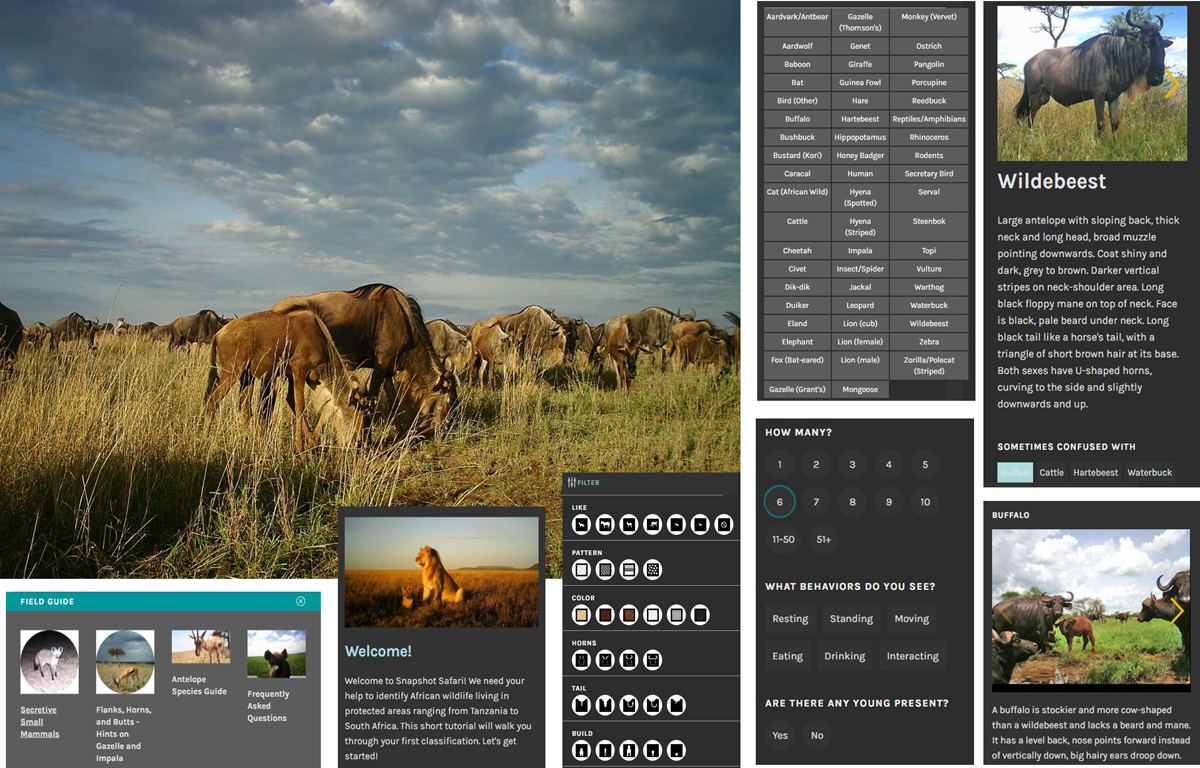 FIELD GUIDE
Secretive
Small
Mammals
Flanks, Horns,
and Butts -
Hints on
Gazelle and
Impala
Antelope
Species Guide
Frequently
Asked
Questions
Welcome!
Welcome to Snapshot Safari! We need your
help to identify African wildlife living in
protected areas ranging from Tanzania to
South Africa. This short tutorial will walk you
through your first classification. Let's get
started!
FILTER
LIKE
PATTERN
COLOR
HORNS
TAIL
BUILD
Aardvark/Antbear
Gazelle
(Thomson's)
Monkey (Vervet)
Aardwolf
Genet
Ostrich
Baboon
Giraffe
Pangolin
Bat
Guinea Fowl
Porcupine
Bird (Other)
Hare
Reedbuck
Buffalo
Hartebeest
Reptiles/Amphibians
Bushbuck
Hippopotamus
Rhinoceros
Bustard (Kori)
Honey Badger
Rodents
Caracal
Human
Secretary Bird
Cat (African Wild)
Hyena
(Spotted)
Serval
Cattle
Hyena
(Striped)
Steenbok
Cheetah
Impala
Topi
Civet
Insect/Spider
Vulture
Dik-dik
Jackal
Warthog
Duiker
Leopard
Waterbuck
Eland
Lion (cub)
Wildebeest
Elephant
Lion (female)
Zebra
Fox (Bat-eared)
Lion (male)
Zorilla/Polecat
(Striped)
Gazelle (Grant's)
Mongoose
HOW MANY?
1 2 3 4 5
6 7 8 9 10
11-50 51+
WHAT BEHAVIORS DO YOU SEE?
Resting Standing Moving
Eating Drinking Interacting
ARE THERE ANY YOUNG PRESENT?
Yes No
Wildebeest
Large antelope with sloping back, thick
neck and long head, broad muzzle
pointing downwards. Coat shiny and
dark, grey to brown. Darker vertical
stripes on neck-shoulder area. Long
black floppy mane on top of neck. Face
is black, pale beard under neck. Long
black tail like a horse's tail, with a
triangle of short brown hair at its base.
Both sexes have U-shaped horns,
curving to the side and slightly
downwards and up.
SOMETIMES CONFUSED WITH
Buffalo Cattle Hartebeest Waterbuck
BUFFALO
A buffalo is stockier and more cow-shaped
than a wildebeest and lacks a beard and mane.
It has a level back, nose points forward instead
of vertically down, big hairy ears droop down.